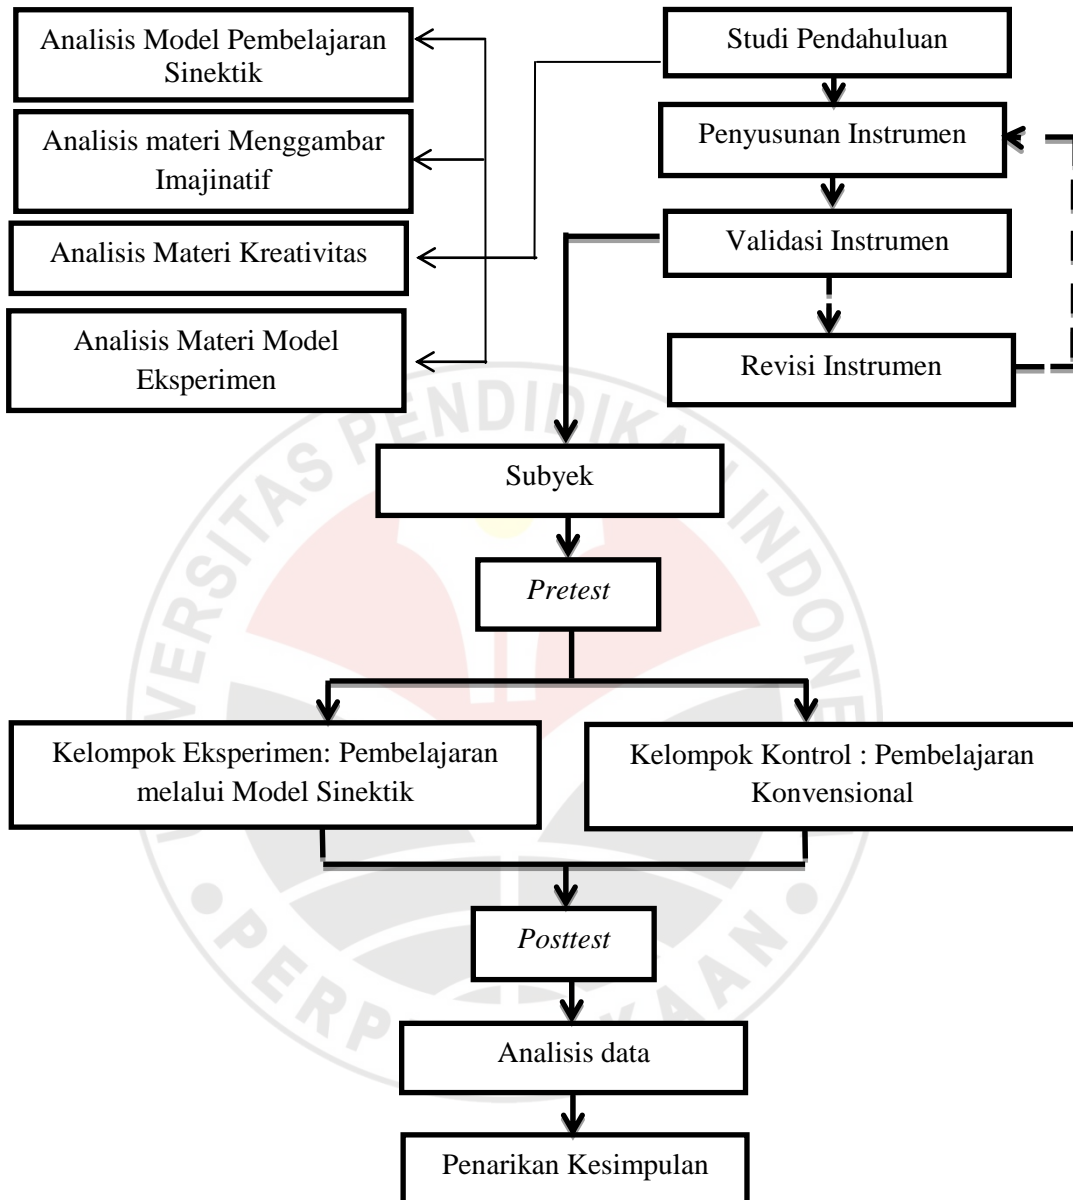 Analisis Model Pembelajaran
Sinektik
Analisis materi Menggambar
Imajinatif
Analisis Materi Kreativitas
Analisis Materi Model
Eksperimen
Studi Pendahuluan
Penyusunan Instrumen
Validasi Instrumen
Revisi Instrumen
Subyek
Pretest
Kelompok Eksperimen: Pembelajaran
melalui Model Sinektik
Kelompok Kontrol : Pembelajaran
Konvensional
Posttest
Analisis data
Penarikan Kesimpulan